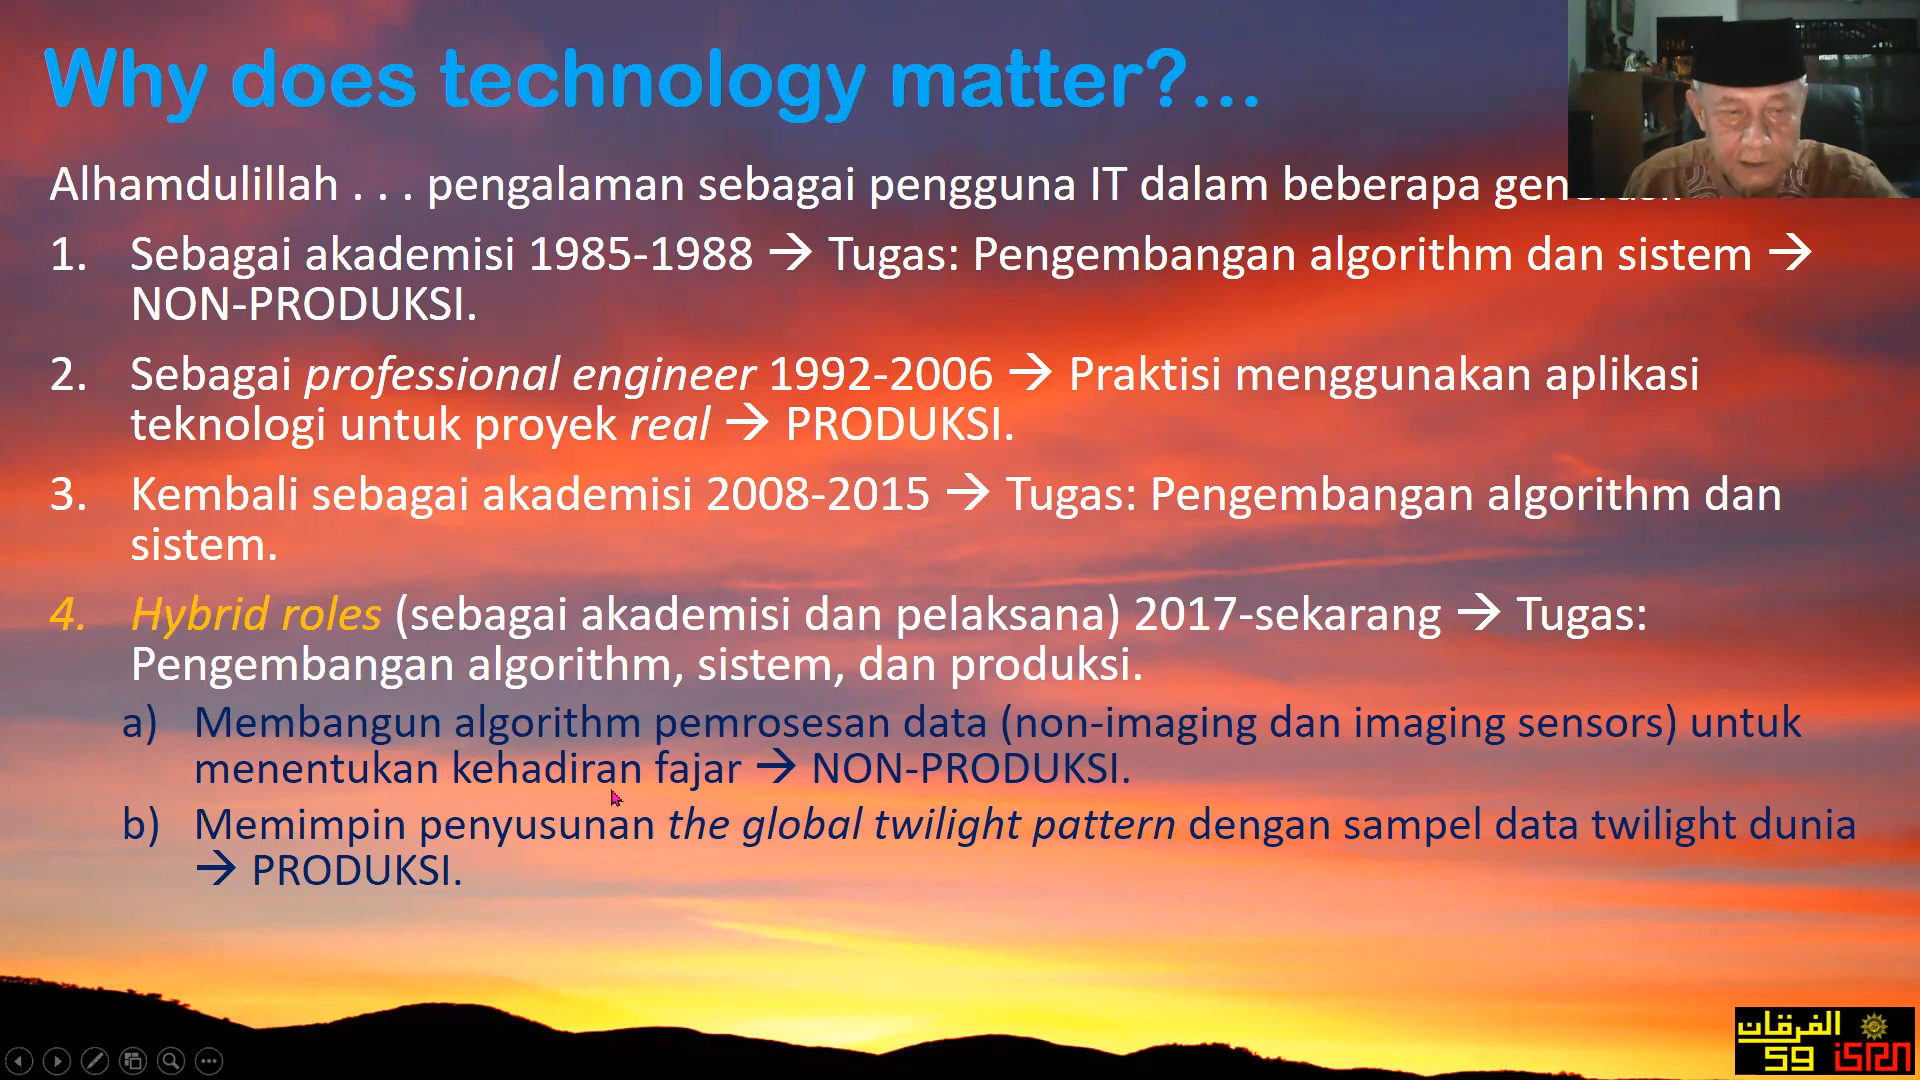 Why does technology matter?...
Alhamdulillah . . . pengalaman sebagai pengguna IT dalam beberapa
1. Sebagai akademisi 1985-1988 → Tugas: Pengembangan algorithm dan sistem →
NON-PRODUKSI.
2. Sebagai professional engineer 1992-2006 → Praktisi menggunakan aplikasi
teknologi untuk proyek real → PRODUKSI.
3. Kembali sebagai akademisi 2008-2015 → Tugas: Pengembangan algorithm dan
sistem.
4. Hybrid roles (sebagai akademisi dan pelaksana) 2017-sekarang → Tugas:
Pengembangan algorithm, sistem, dan produksi.
a) Membangun algorithm pemrosesan data (non-imaging dan imaging sensors) untuk
menentukan kehadiran fajar → NON-PRODUKSI.
b) Memimpin penyusunan the global twilight pattern dengan sampel data twilight dunia
→ PRODUKSI.
الفرقان
59 isrn